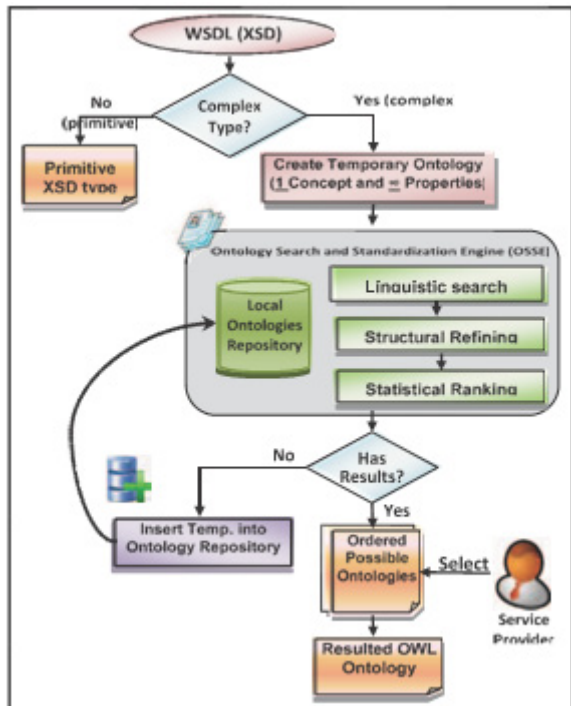 WSDL (XSD)
No
(primitive)
Complex
Type?
Yes (complex
Primitive
XSD type
Create Temporary Ontology
(1 Concept and ∞ Properties)
Ontology Search and Standardization Engine (OSSE)
Local
Ontologies
Repository
Linguistic search
Structural Refining
Statistical Ranking
No
Has
Results?
Yes
Insert Temp. into
Ontology Repository
Ordered
Possible
Ontologies
Select
Service
Provider
Resulted OWL
Ontology